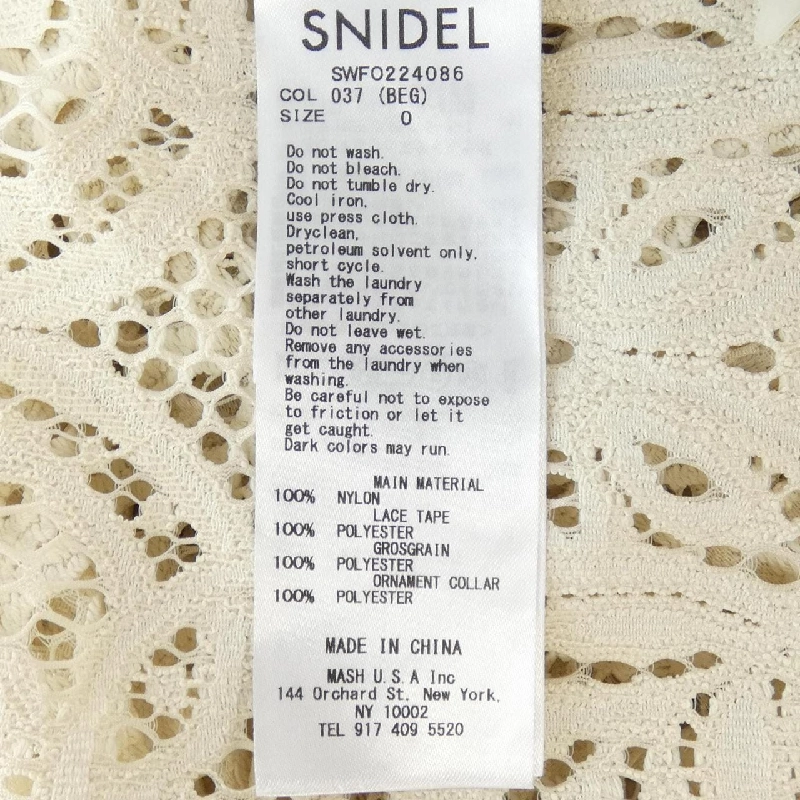 SNIDEL
SWFO224086
COL 037 (BEG)
SIZE 0
Do not wash.
Do not bleach.
Do not tumble dry.
Cool iron,
use press cloth.
Dryclean,
petroleum solvent only,
short cycle.
Wash the laundry
separately from
other laundry.
Do not leave wet.
Remove any accessories
from the laundry when
washing.
Be careful not to expose
to friction or let it
get caught.
Dark colors may run.
MAIN MATERIAL
100% NYLON
LACE TAPE
100% POLYESTER
GROSGRAIN
100% POLYESTER
ORNAMENT COLLAR
100% POLYESTER
MADE IN CHINA
MASH U.S.A Inc
144 Orchard St. New York,
NY 10002
TEL 917 409 5520